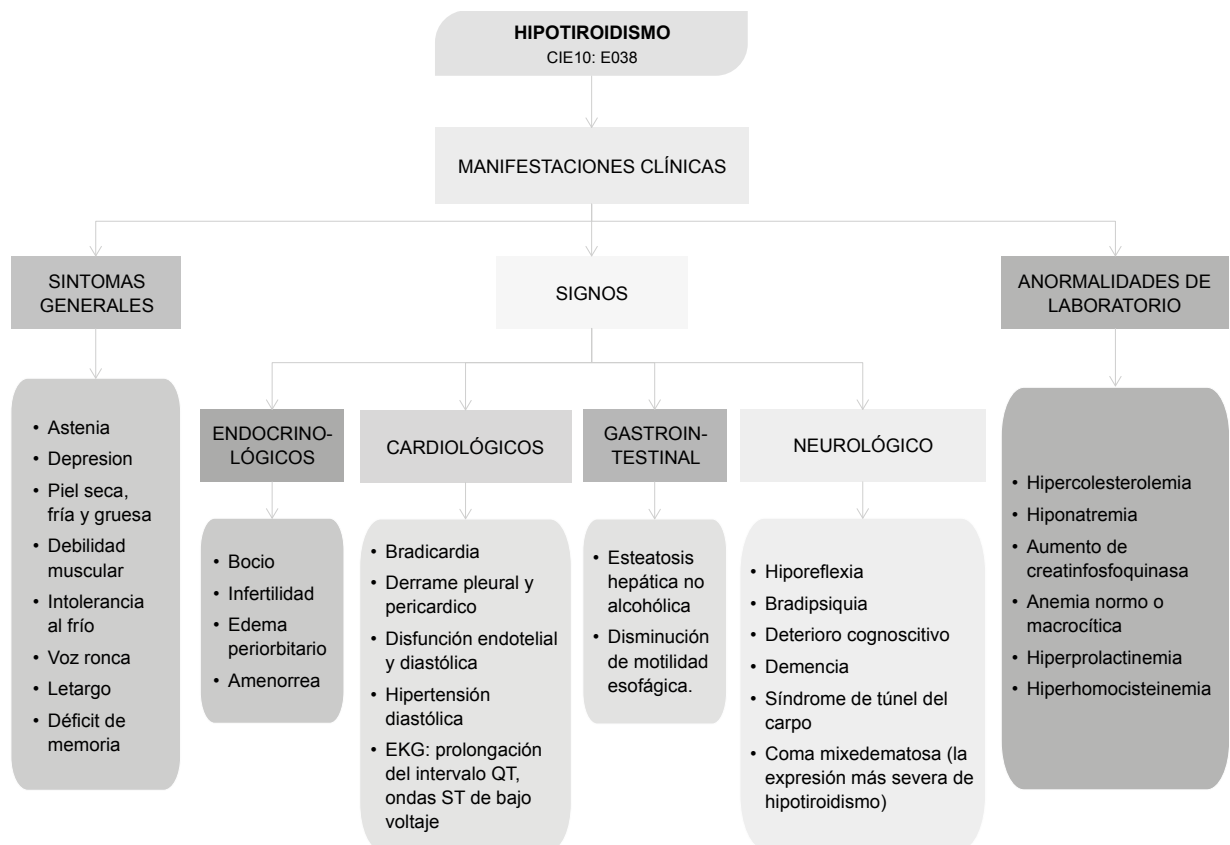 HIPOTIROIDISMO
CIE10: E038
MANIFESTACIONES CLÍNICAS
SINTOMAS
GENERALES
SIGNOS
ANORMALIDADES DE
LABORATORIO
• Astenia
• Depresion
• Piel seca,
fría y gruesa
• Debilidad
muscular
• Intolerancia
al frío
• Voz ronca
• Letargo
• Déficit de
memoria
ENDOCRINO-
LÓGICOS
• Bocio
• Infertilidad
• Edema
periorbitario
• Amenorrea
CARDIOLÓGICOS
• Bradicardia
• Derrame pleural y
pericardico
• Disfunción endotelial
y diastólica
• Hipertensión
diastólica
• EKG: prolongación
del intervalo QT,
ondas ST de bajo
voltaje
GASTROIN-
TESTINAL
• Esteatosis
hepática no
alcohólica
• Disminución
de motilidad
esofágica.
NEUROLÓGICO
• Hiporeflexia
• Bradipsiquia
• Deterioro cognoscitivo
• Demencia
• Síndrome de túnel del
carpo
• Coma mixedematosa (la
expresión más severa de
hipotiroidismo)
• Hipercolesterolemia
• Hiponatremia
• Aumento de
creatinfosfoquinasa
• Anemia normo o
macrocítica
• Hiperprolactinemia
• Hiperhomocisteinemia